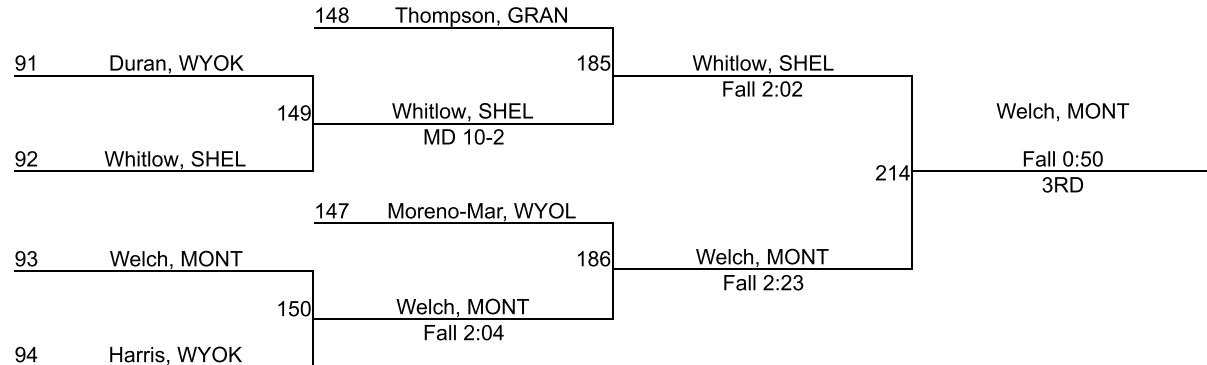 148 Thompson, GRAN
91 Duran, WYOK
185 Whitlow, SHEL
Fall 2:02
149 Whitlow, SHEL
MD 10-2
Welch, MONT
92 Whitlow, SHEL
Fall 0:50
214
3RD
147 Moreno-Mar, WYOL
93 Welch, MONT
186 Welch, MONT
Fall 2:23
150 Welch, MONT
Fall 2:04
94 Harris, WYOK